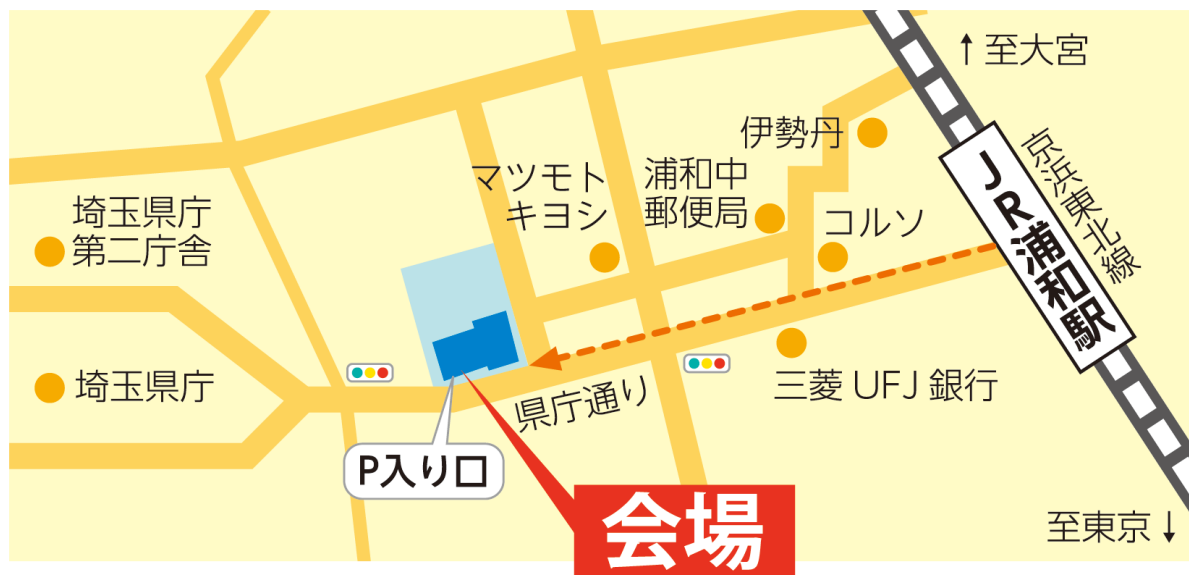 ↑至大宮
伊勢丹
京浜東北線
JR浦和駅
マツモト
キヨシ
浦和中
郵便局
コルソ
埼玉県庁
第二庁舎
埼玉県庁
県庁通り
三菱UFJ銀行
P入り口
会場
至東京↓